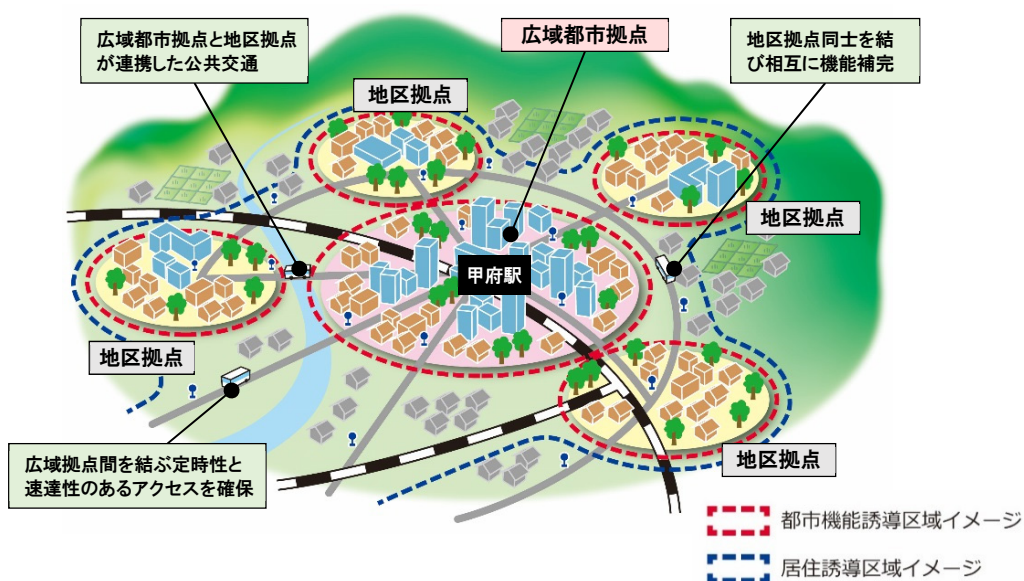 広域都市拠点と地区拠点
が連携した公共交通
広域都市拠点
地区拠点同士を結
び相互に機能補完
地区拠点
地区拠点
甲府駅
地区拠点
地区拠点
広域拠点間を結ぶ定時性と
速達性のあるアクセスを確保
都市機能誘導区域イメージ
居住誘導区域イメージ